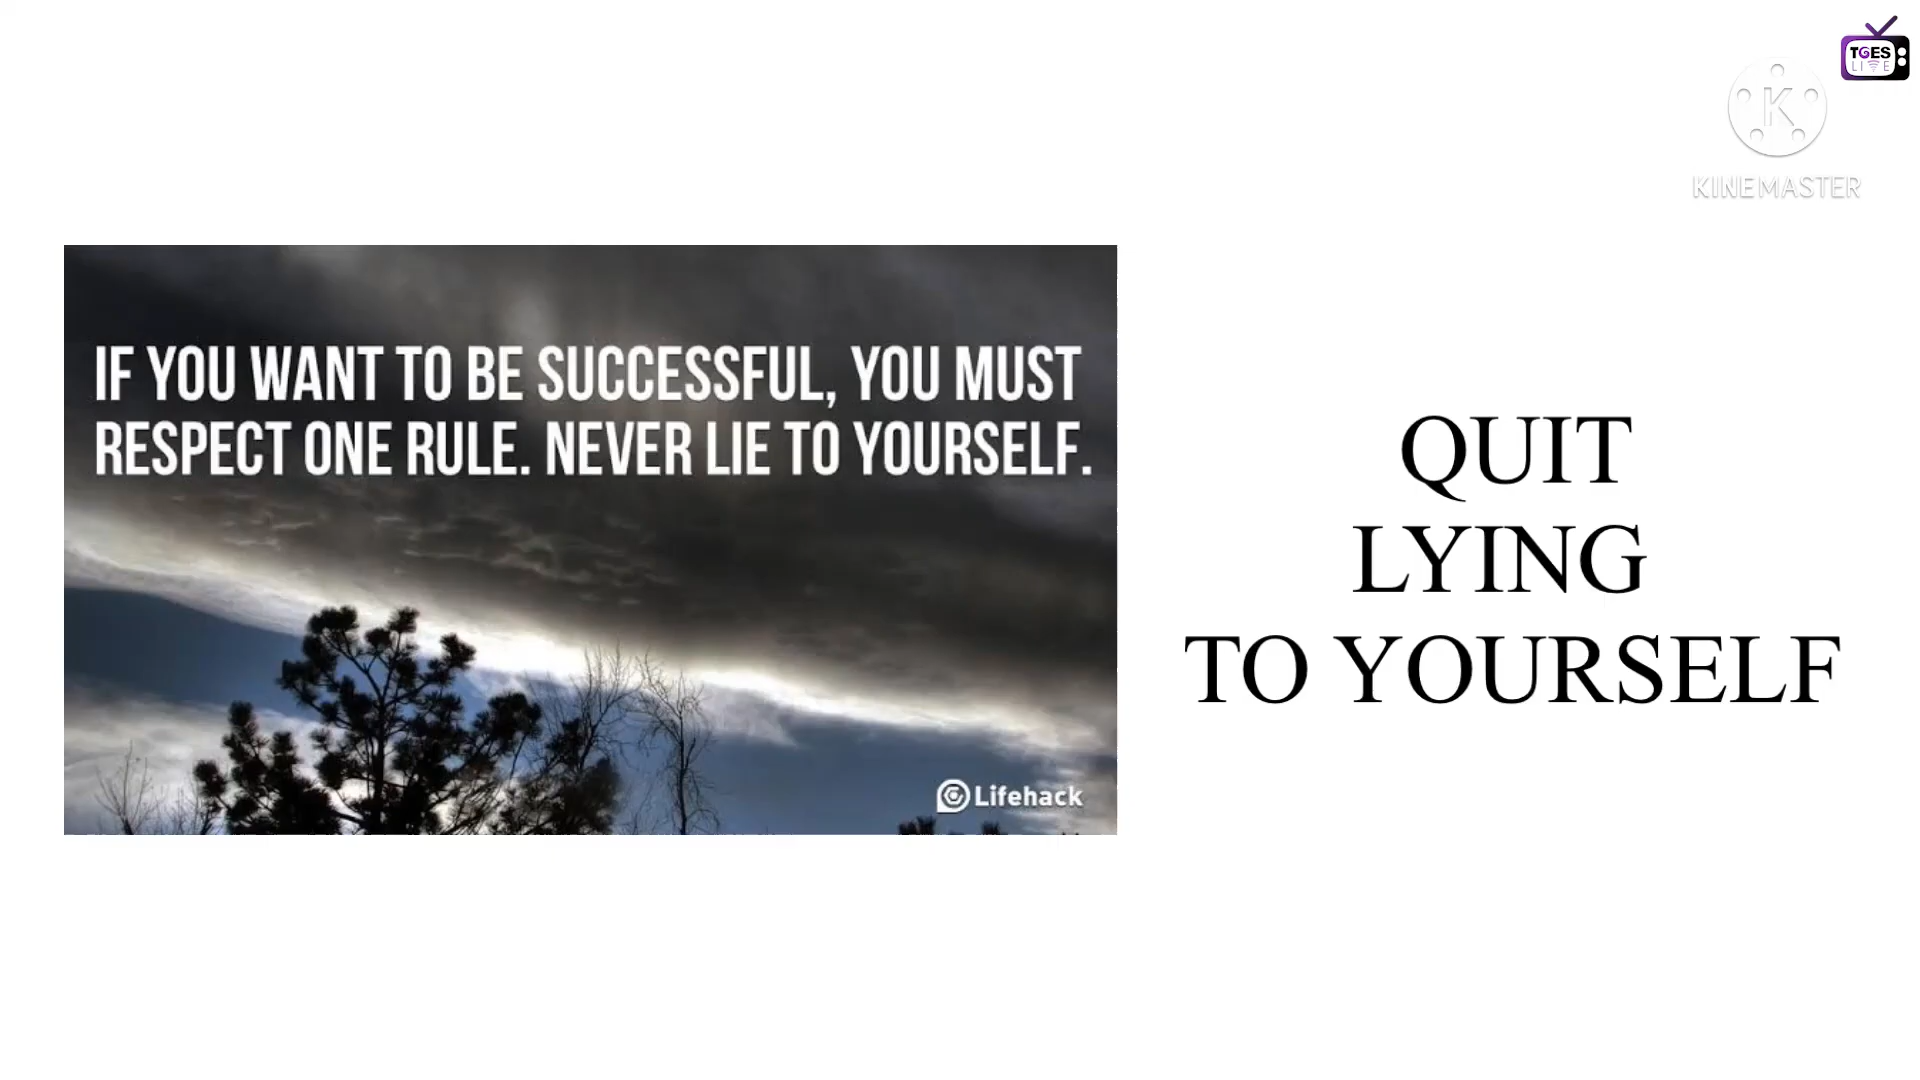 TGES
LIVE
KINEMASTER
IF YOU WANT TO BE SUCCESSFUL, YOU MUST
RESPECT ONE RULE. NEVER LIE TO YOURSELF.
Lifehack
QUIT
LYING
TO YOURSELF